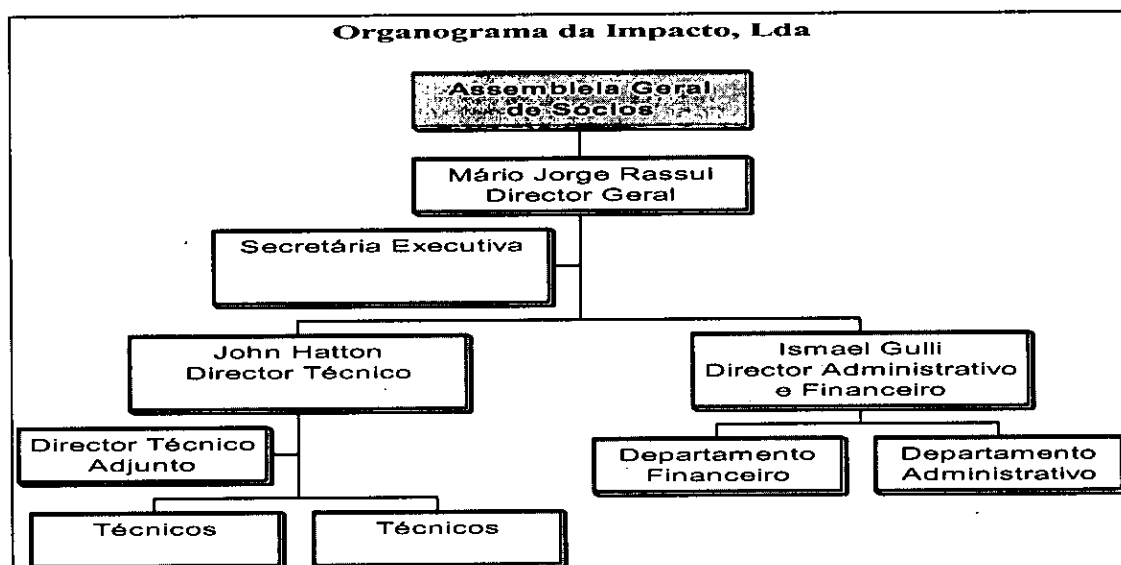 Organograma da Impacto, Lda
Assembleia Geral
de Sócios
Mário Jorge Rassul
Director Geral
Secretária Executiva
John Hatton
Director Técnico
Ismael Gulli
Director Administrativo
e Financeiro
Director Técnico
Adjunto
Departamento
Financeiro
Departamento
Administrativo
Técnicos
Técnicos